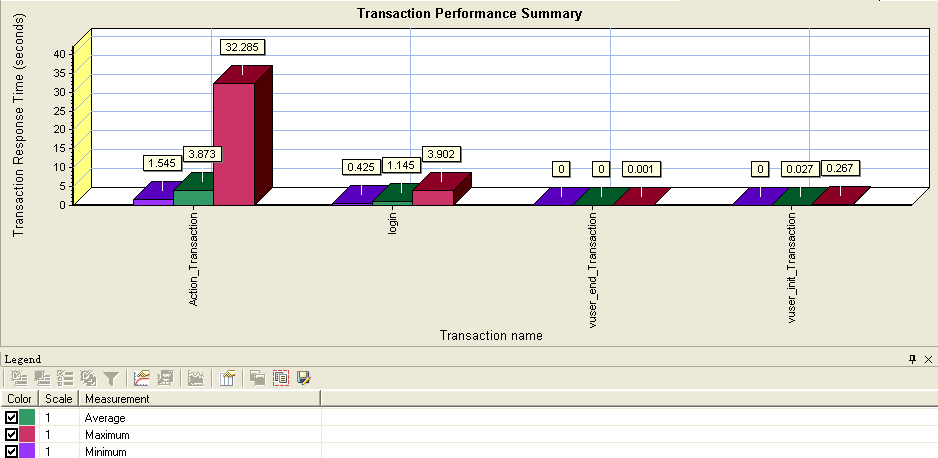 Transaction Performance Summary
Transaction Response Time (seconds)
40
35
30
25
20
15
10
5
0
1.545
3.873
32.285
0.425
1.145
3.902
0
0
0.001
0
0.027
0.267
Action_Transaction
login
vuser_end_Transaction
vuser_init_Transaction
Transaction name
Legend
Color Scale Measurement
1 Average
1 Maximum
1 Minimum